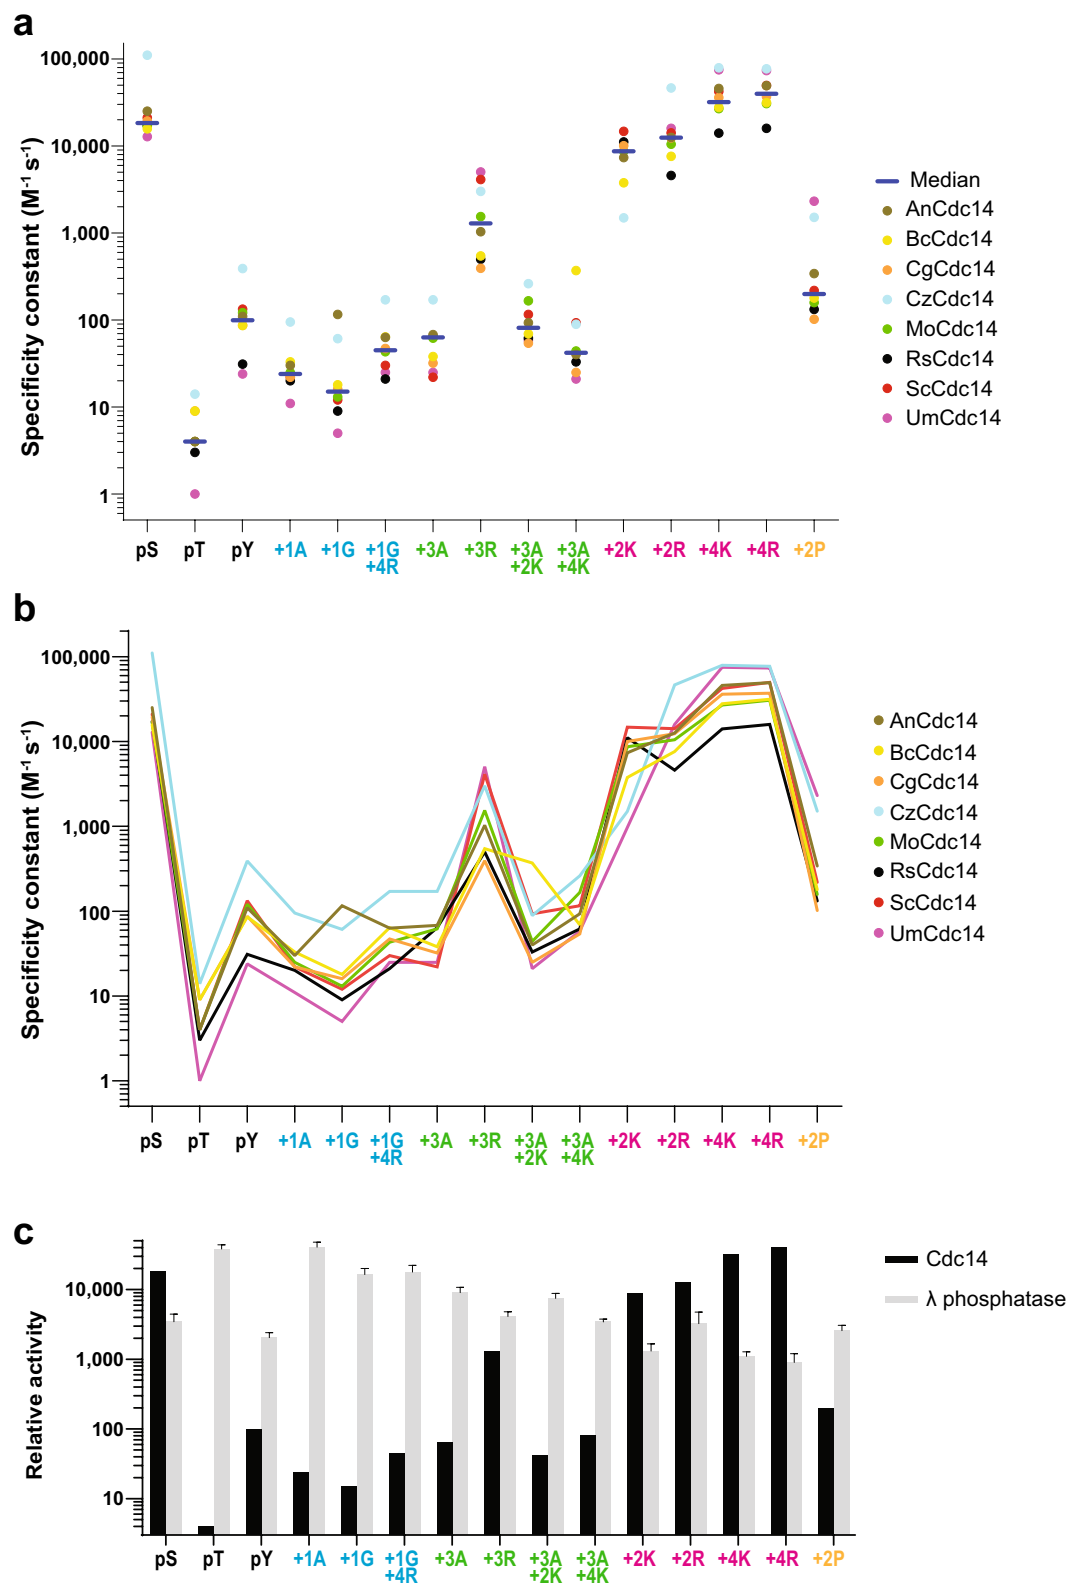 a
Specificity constant (M⁻¹ s⁻¹)
100,000
10,000
1,000
100
10
1
pS pT pY +1A +1G +1G +3A +3R +3A +3A +2K +2R +4K +4R +2P
+4R +2K +4K
Median
AnCdc14
BcCdc14
CgCdc14
CzCdc14
MoCdc14
RsCdc14
ScCdc14
UmCdc14
b
Specificity constant (M⁻¹ s⁻¹)
100,000
10,000
1,000
100
10
1
pS pT pY +1A +1G +1G +3A +3R +3A +3A +2K +2R +4K +4R +2P
+4R +2K +4K
AnCdc14
BcCdc14
CgCdc14
CzCdc14
MoCdc14
RsCdc14
ScCdc14
UmCdc14
c
Relative activity
10,000
1,000
100
10
pS pT pY +1A +1G +1G +3A +3R +3A +3A +2K +2R +4K +4R +2P
+4R +2K +4K
Cdc14
λ phosphatase